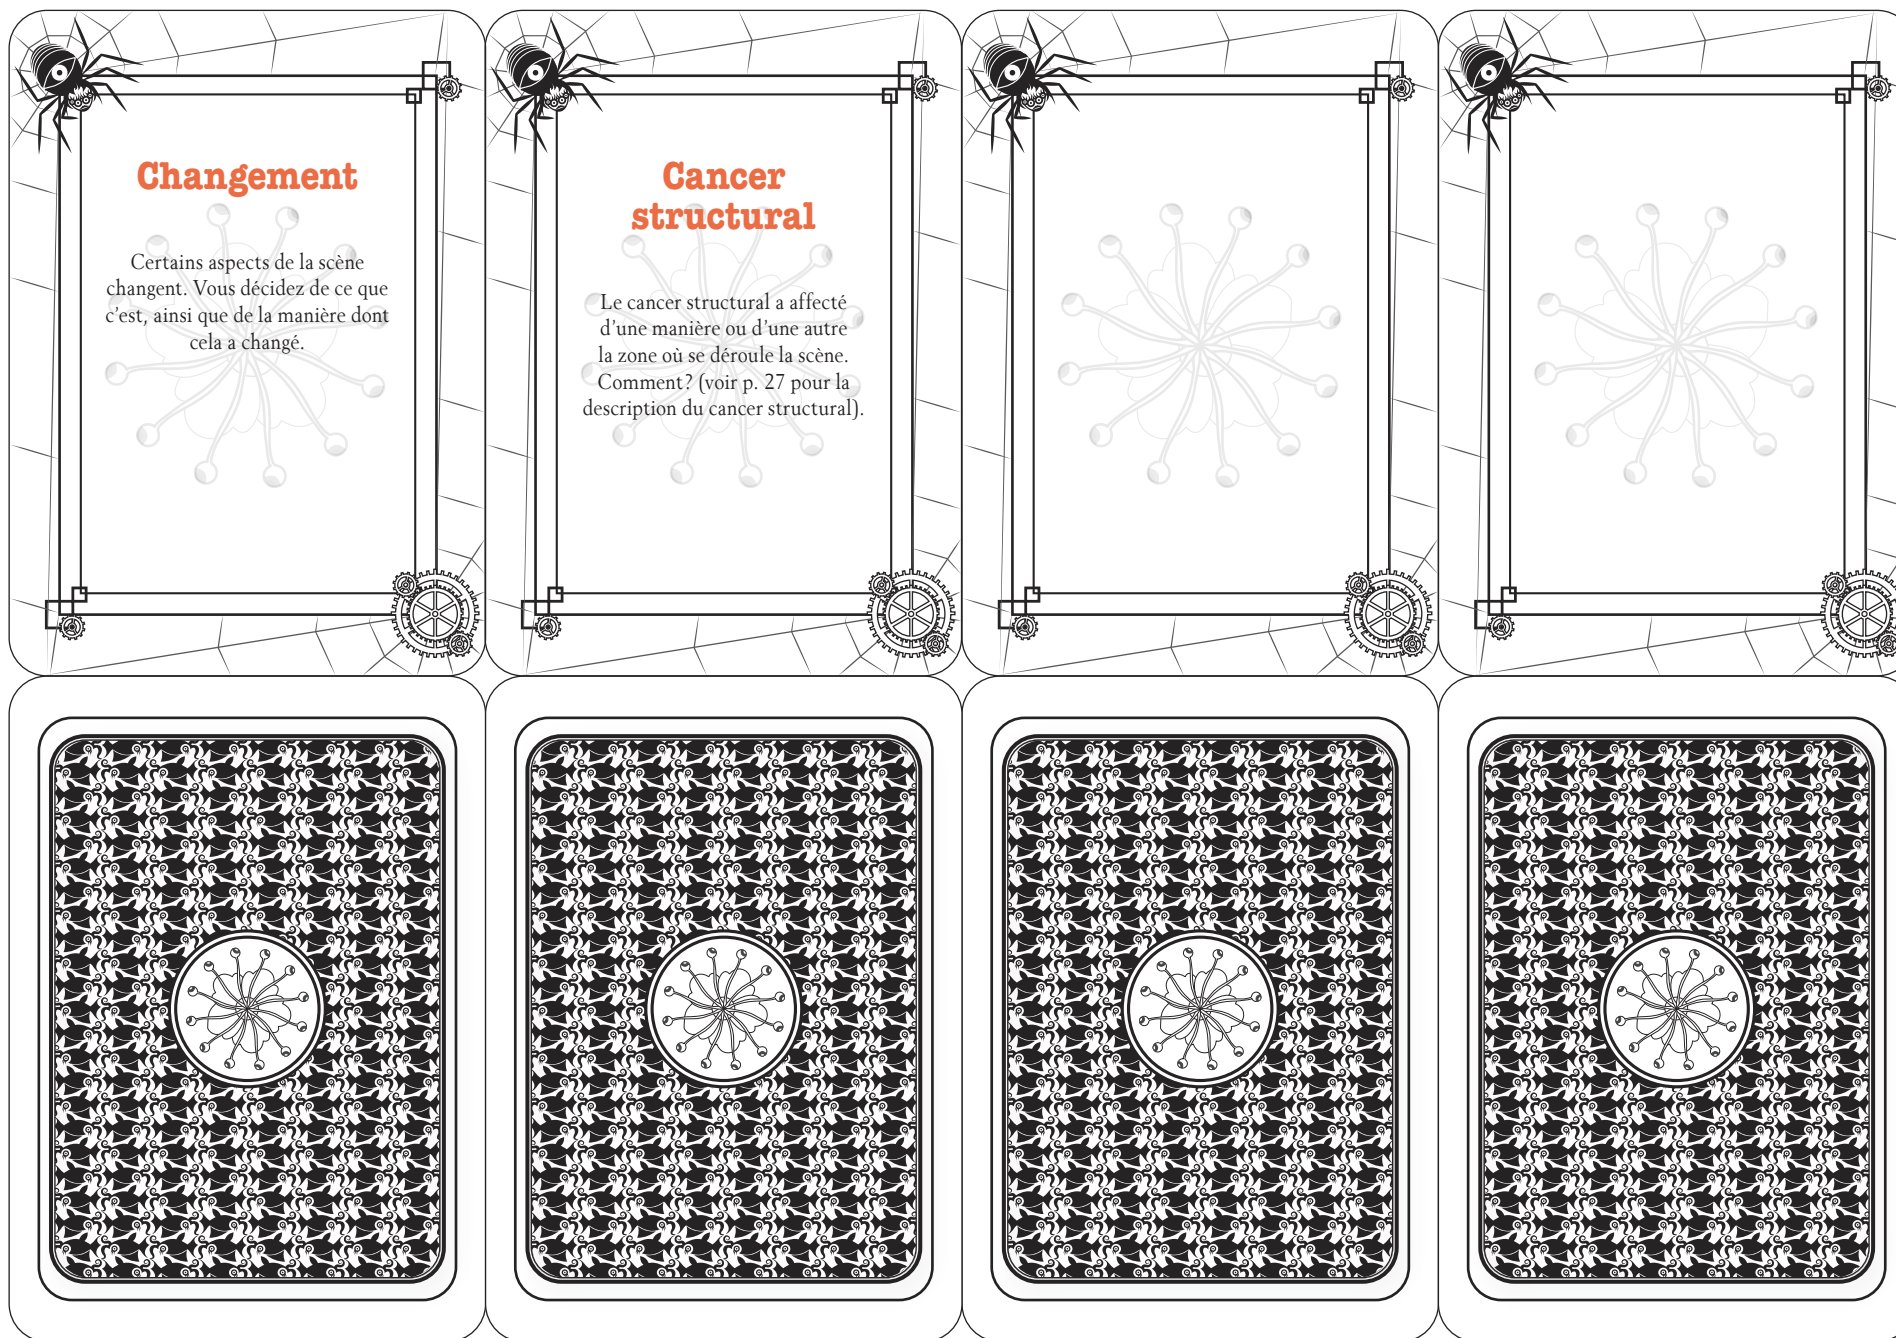 Changement
Certains aspects de la scène
changent. Vous décidez de ce que
c’est, ainsi que de la manière dont
cela a changé.
Cancer
structural
Le cancer structural a affecté
d’une manière ou d’une autre
la zone où se déroule la scène.
Comment? (voir p. 27 pour la
description du cancer structural).